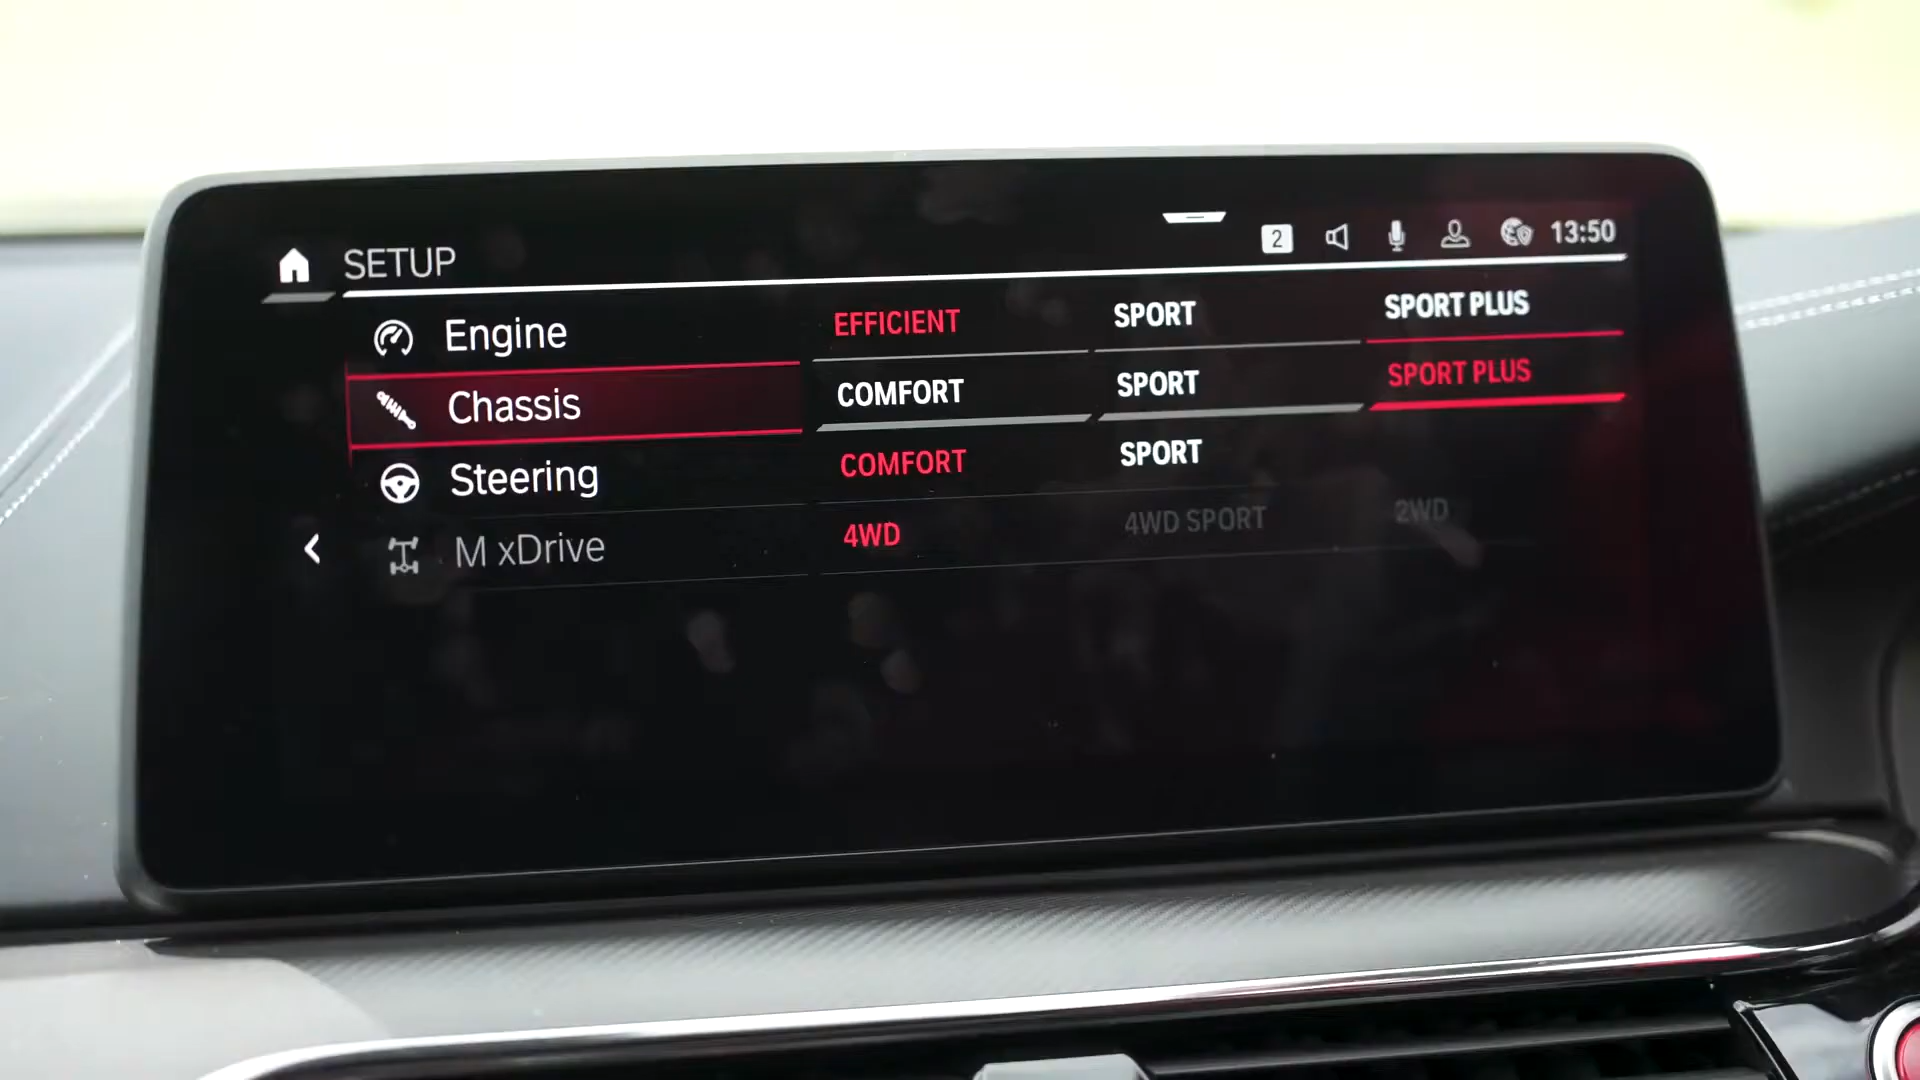 SETUP 2 13:50
Engine EFFICIENT SPORT SPORT PLUS
Chassis COMFORT SPORT SPORT PLUS
Steering COMFORT SPORT
M xDrive 4WD 4WD SPORT 2WD